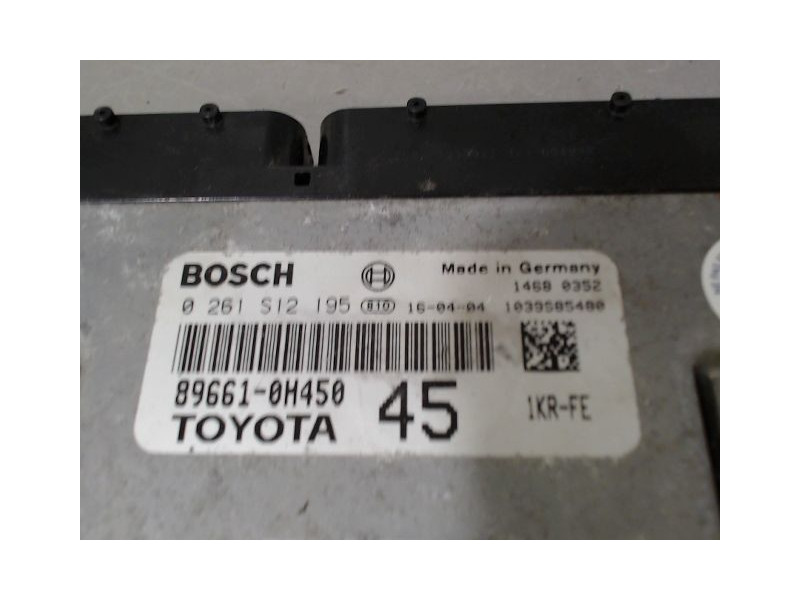 BOSCH
Made in Germany
1468 0352
0 261 S12 195 810 16-04-04 1039S85480
89661-0H450
45
1KR-FE
TOYOTA